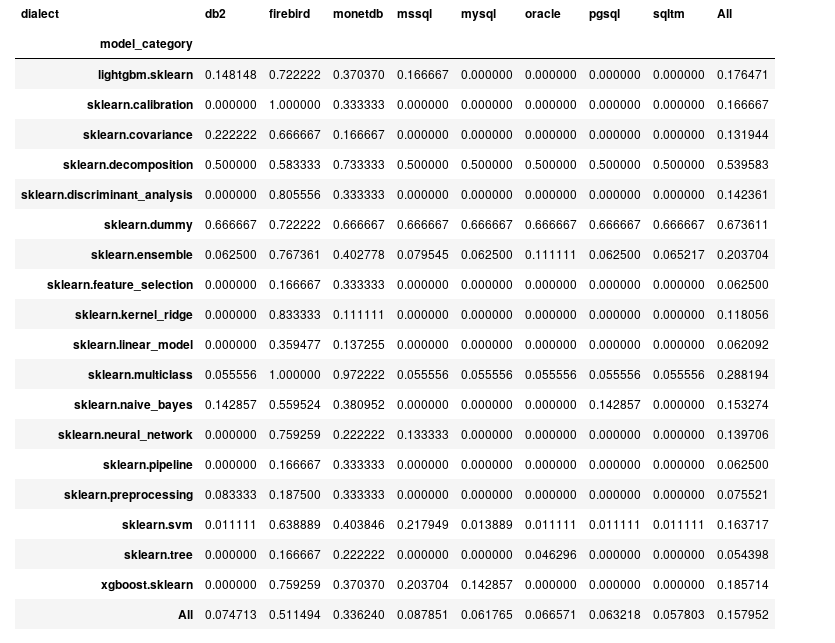 dialect db2 firebird monetdb mssql mysql oracle pgsql sqltm All
model_category
lightgbm.sklearn 0.148148 0.722222 0.370370 0.166667 0.000000 0.000000 0.000000 0.000000 0.176471
sklearn.calibration 0.000000 1.000000 0.333333 0.000000 0.000000 0.000000 0.000000 0.000000 0.166667
sklearn.covariance 0.222222 0.666667 0.166667 0.000000 0.000000 0.000000 0.000000 0.000000 0.131944
sklearn.decomposition 0.500000 0.583333 0.733333 0.500000 0.500000 0.500000 0.500000 0.500000 0.539583
sklearn.discriminant_analysis 0.000000 0.805556 0.333333 0.000000 0.000000 0.000000 0.000000 0.000000 0.142361
sklearn.dummy 0.666667 0.722222 0.666667 0.666667 0.666667 0.666667 0.666667 0.666667 0.673611
sklearn.ensemble 0.062500 0.767361 0.402778 0.079545 0.062500 0.111111 0.062500 0.065217 0.203704
sklearn.feature_selection 0.000000 0.166667 0.333333 0.000000 0.000000 0.000000 0.000000 0.000000 0.062500
sklearn.kernel_ridge 0.000000 0.833333 0.111111 0.000000 0.000000 0.000000 0.000000 0.000000 0.118056
sklearn.linear_model 0.000000 0.359477 0.137255 0.000000 0.000000 0.000000 0.000000 0.000000 0.062092
sklearn.multiclass 0.055556 1.000000 0.972222 0.055556 0.055556 0.055556 0.055556 0.055556 0.288194
sklearn.naive_bayes 0.142857 0.559524 0.380952 0.000000 0.000000 0.000000 0.142857 0.000000 0.153274
sklearn.neural_network 0.000000 0.759259 0.222222 0.133333 0.000000 0.000000 0.000000 0.000000 0.139706
sklearn.pipeline 0.000000 0.166667 0.333333 0.000000 0.000000 0.000000 0.000000 0.000000 0.062500
sklearn.preprocessing 0.083333 0.187500 0.333333 0.000000 0.000000 0.000000 0.000000 0.000000 0.075521
sklearn.svm 0.011111 0.638889 0.403846 0.217949 0.013889 0.011111 0.011111 0.011111 0.163717
sklearn.tree 0.000000 0.166667 0.222222 0.000000 0.000000 0.046296 0.000000 0.000000 0.054398
xgboost.sklearn 0.000000 0.759259 0.370370 0.203704 0.142857 0.000000 0.000000 0.000000 0.185714
All 0.074713 0.511494 0.336240 0.087851 0.061765 0.066571 0.063218 0.057803 0.157952